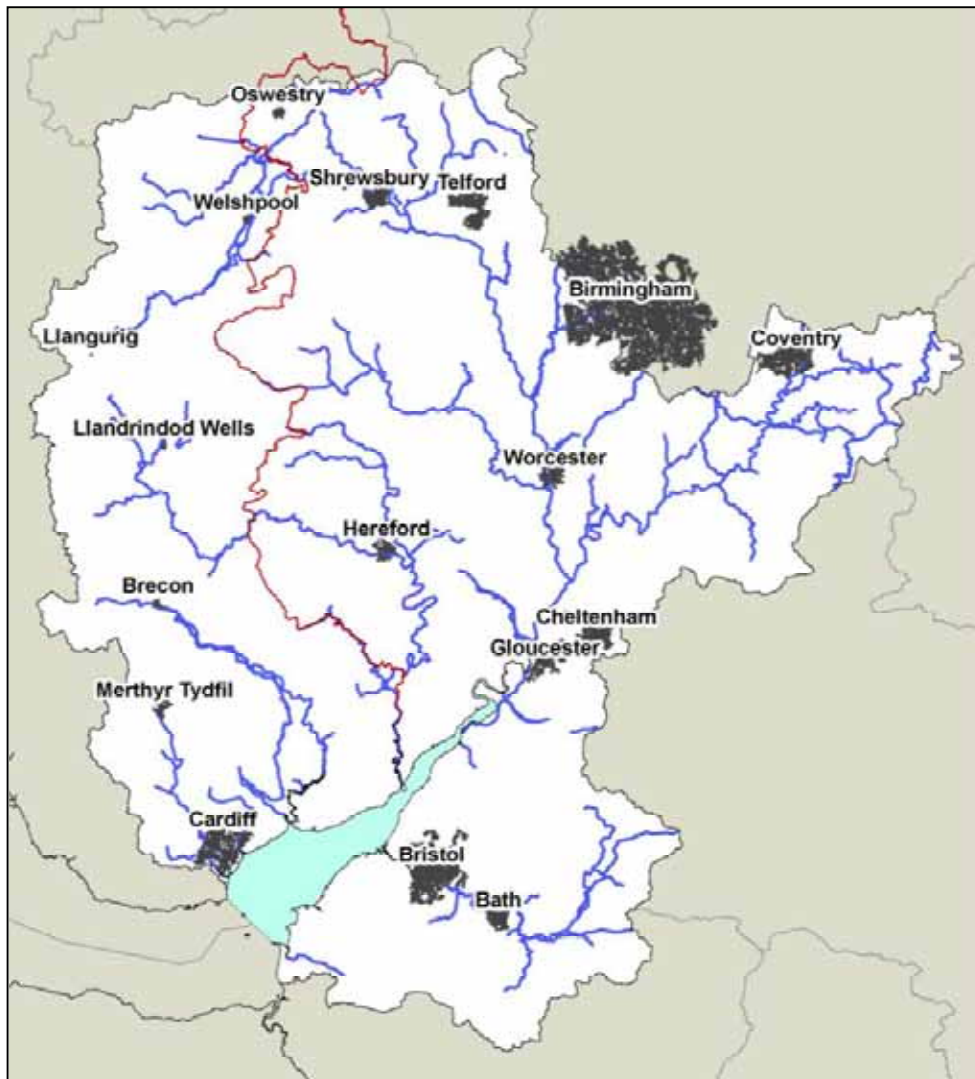 Oswestry
Shrewsbury
Telford
Welshpool
Birmingham
Llangurig
Coventry
Llandrindod Wells
Worcester
Hereford
Brecon
Cheltenham
Gloucester
Merthyr Tydfil
Cardiff
Bristol
Bath